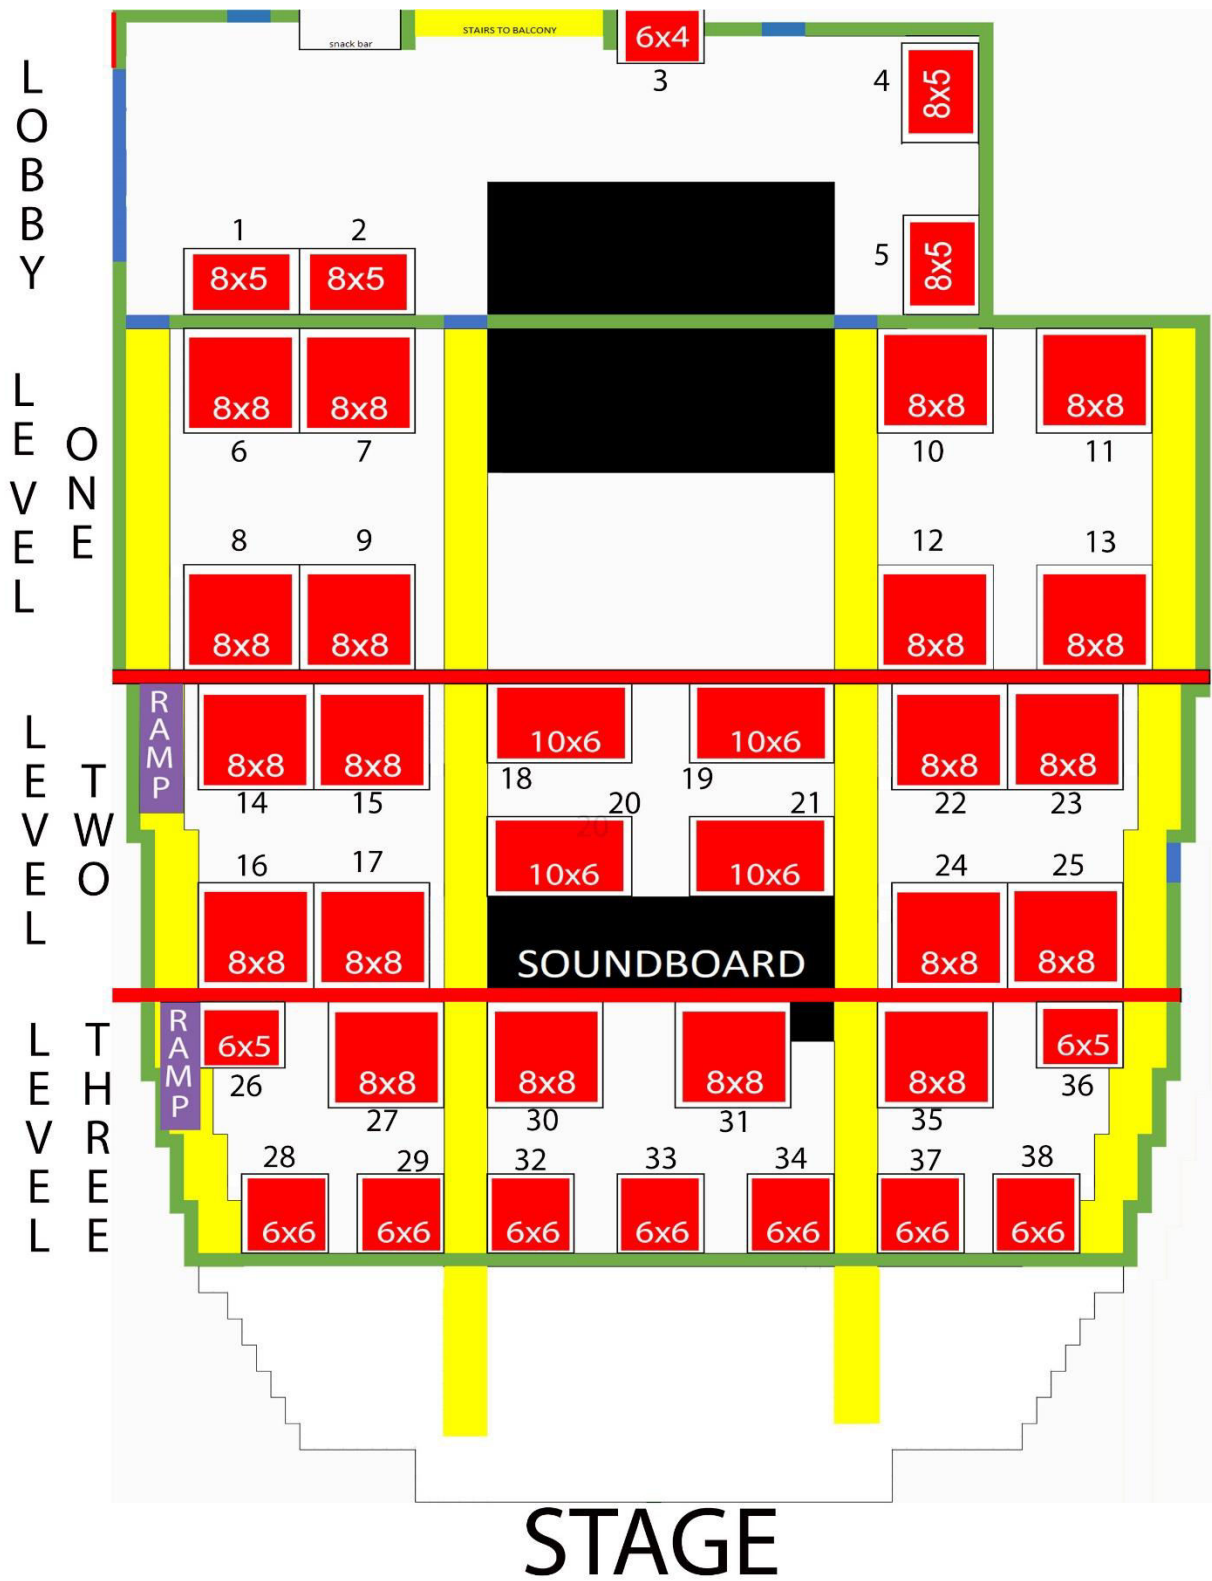 LOBBY
snack bar
STAIRS TO BALCONY
6x4
3
4
8x5
1
2
5
8x5
8x5
8x5
LEVEL ONE
8x8
8x8
8x8
8x8
6
7
10
11
8
9
12
13
8x8
8x8
8x8
8x8
LEVEL TWO
RAMP
8x8
8x8
10x6
10x6
8x8
8x8
14
15
18
19
22
23
20
21
20
16
17
24
25
10x6
10x6
8x8
8x8
SOUNDBOARD
8x8
8x8
LEVEL THREE
RAMP
6x5
8x8
8x8
8x8
8x8
6x5
26
27
30
31
35
36
28
29
32
33
34
37
38
6x6
6x6
6x6
6x6
6x6
6x6
6x6
STAGE